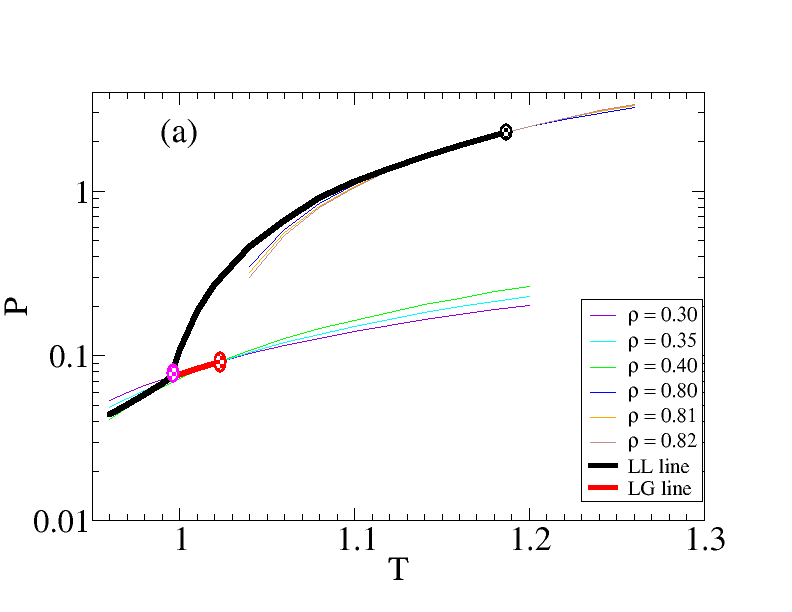 (a)
P
1
0.1
0.01
1
1.1
1.2
1.3
T
ρ = 0.30
ρ = 0.35
ρ = 0.40
ρ = 0.80
ρ = 0.81
ρ = 0.82
LL line
LG line